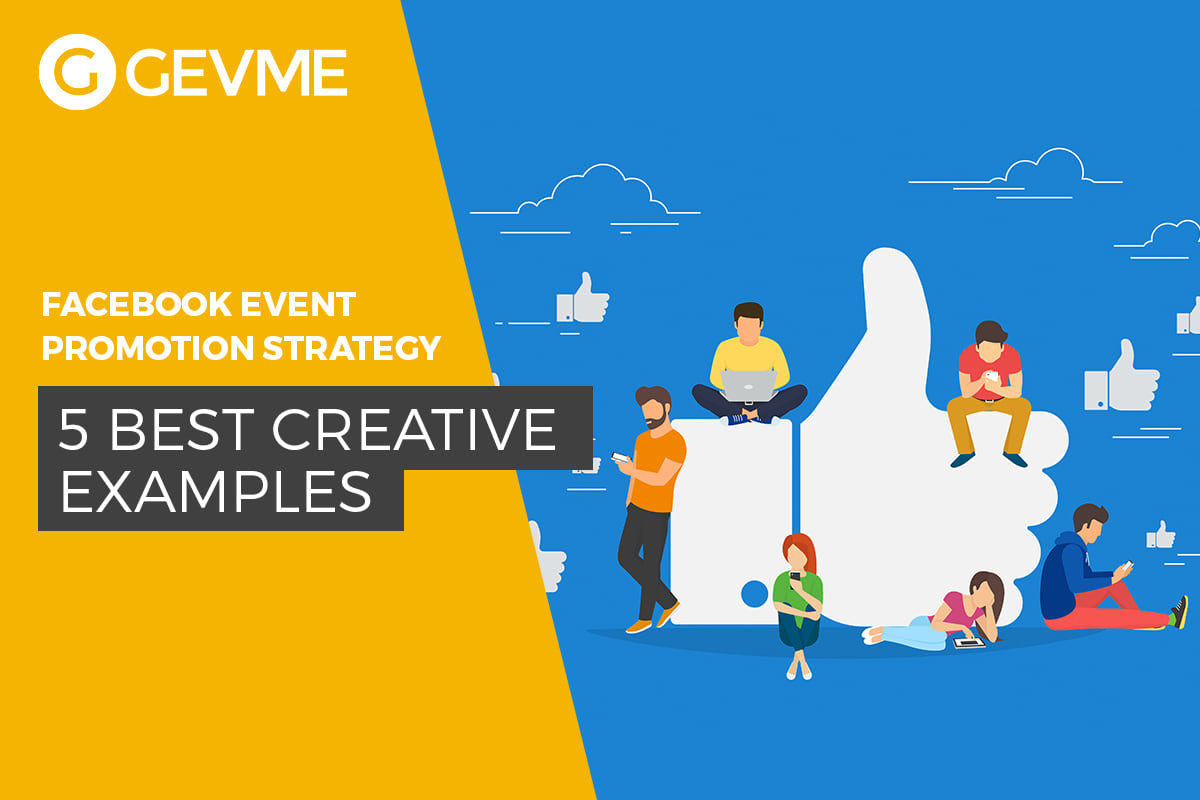 GEVME
FACEBOOK EVENT
PROMOTION STRATEGY
5 BEST CREATIVE
EXAMPLES